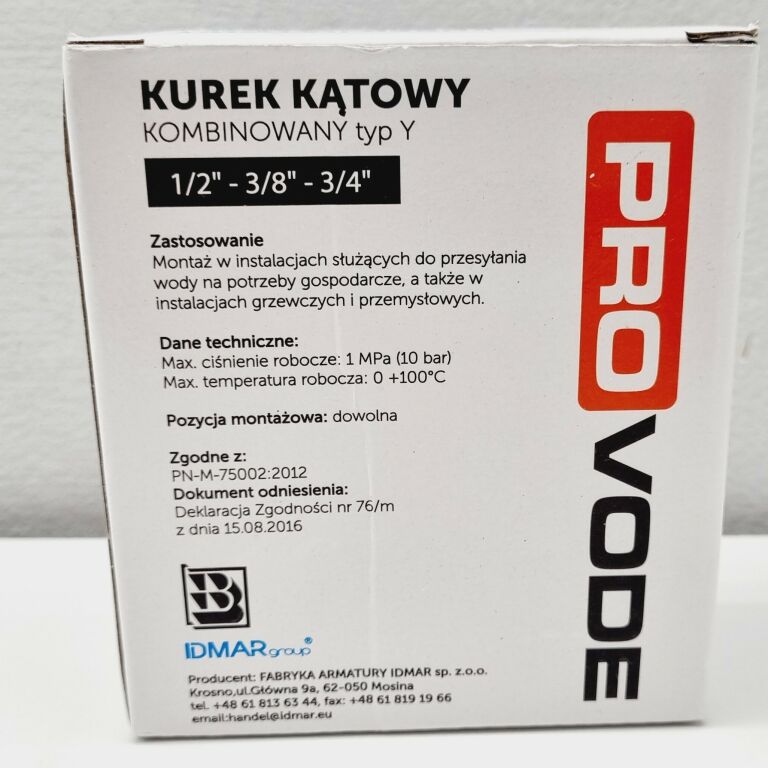 KUREK KĄTOWY
KOMBINOWANY typ Y
1/2" - 3/8" - 3/4"
Zastosowanie
Montaż w instalacjach służących do przesyłania
wody na potrzeby gospodarcze, a także w
instalacjach grzewczych i przemysłowych.
Dane techniczne:
Max. ciśnienie robocze: 1 MPa (10 bar)
Max. temperatura robocza: 0 +100°C
Pozycja montażowa: dowolna
Zgodne z:
PN-M-75002:2012
Dokument odniesienia:
Deklaracja Zgodności nr 76/m
z dnia 15.08.2016
B
IDMAR group®
Producent: FABRYKA ARMATURY IDMAR sp. z.o.o.
Krosno,ul.Główna 9a, 62-050 Mosina
tel. +48 61 813 63 44, fax: +48 61 819 19 66
email:handel@idmar.eu
PROVODE